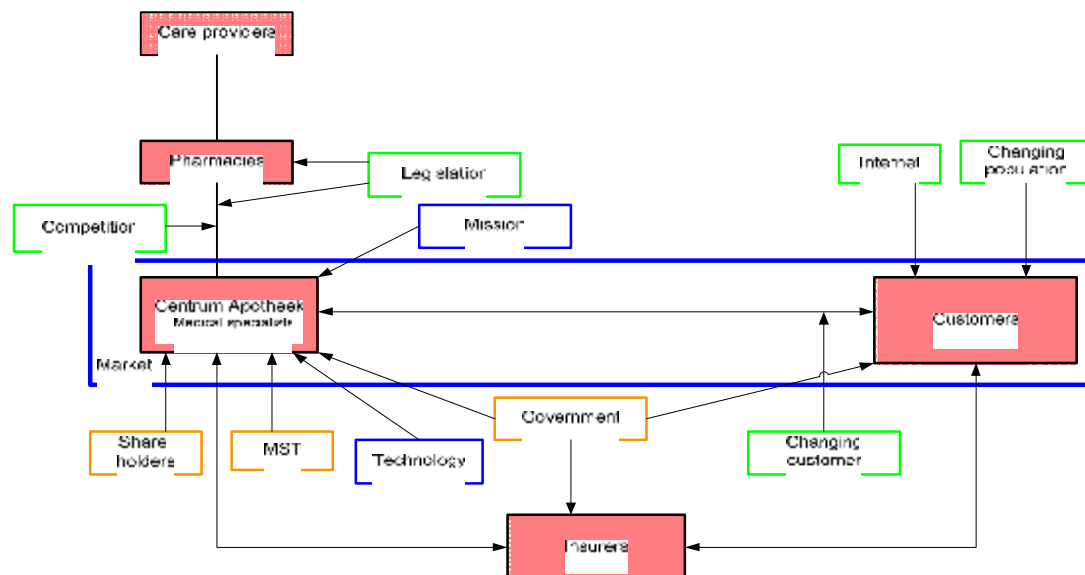 Care providers
Pharmacies
Legislation
Internet
Changing
population
Competition
Mission
Centrum Apotheek
Medical specialists
Customers
Market
Share
holders
MST
Technology
Government
Changing
customer
Insurers